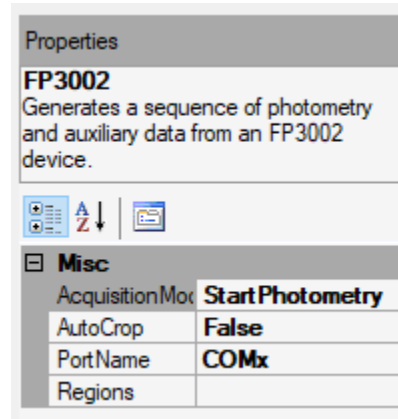 Properties
FP3002
Generates a sequence of photometry
and auxiliary data from an FP3002
device.
A
Z
Misc
AcquisitionMoc StartPhotometry
AutoCrop False
PortName COMx
Regions